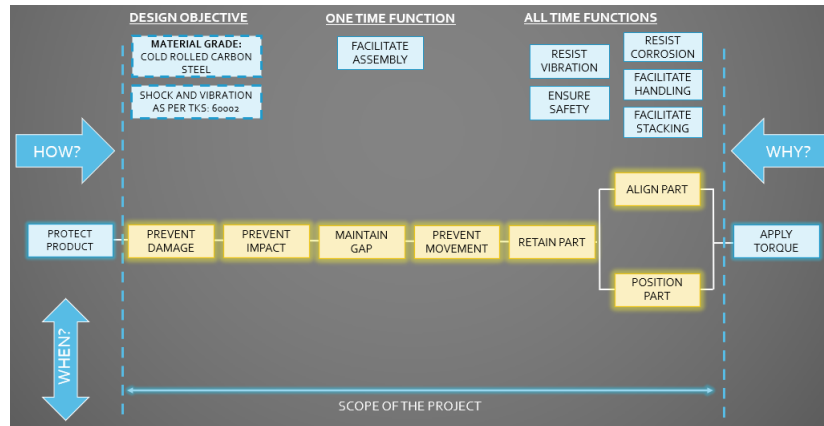 DESIGN OBJECTIVE
ONE TIME FUNCTION
ALL TIME FUNCTIONS
MATERIAL GRADE:
COLD ROLLED CARBON
STEEL
SHOCK AND VIBRATION
AS PER TKS: 60002
FACILITATE
ASSEMBLY
RESIST
VIBRATION
ENSURE
SAFETY
RESIST
CORROSION
FACILITATE
HANDLING
FACILITATE
STACKING
HOW?
WHY?
PROTECT
PRODUCT
PREVENT
DAMAGE
PREVENT
IMPACT
MAINTAIN
GAP
PREVENT
MOVEMENT
RETAIN PART
ALIGN PART
POSITION
PART
APPLY
TORQUE
WHEN?
SCOPE OF THE PROJECT